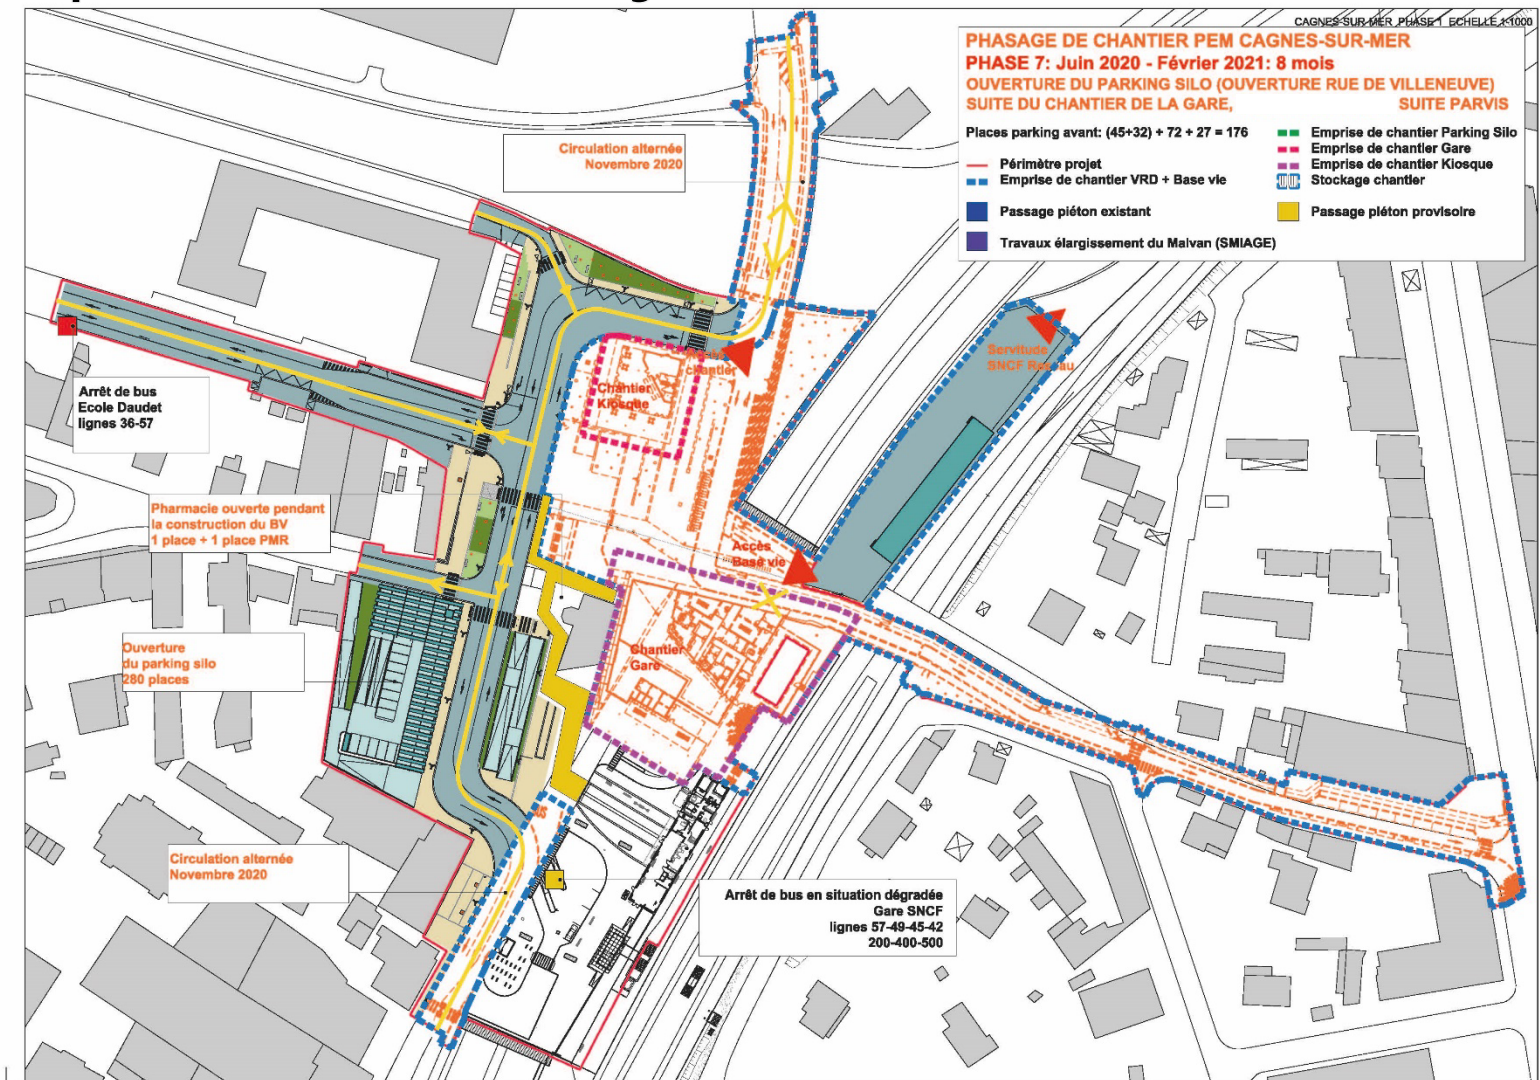 CAGNES-SUR-MER PHASE 1 ECHELLE 1-1000
PHASAGE DE CHANTIER PEM CAGNES-SUR-MER
PHASE 7: Juin 2020 - Février 2021: 8 mois
OUVERTURE DU PARKING SILO (OUVERTURE RUE DE VILLENEUVE)
SUITE DU CHANTIER DE LA GARE, SUITE PARVIS
Places parking avant: (45+32) + 72 + 27 = 176
Périmètre projet
Emprise de chantier VRD + Base vie
Passage piéton existant
Travaux élargissement du Malvan (SMIAGE)
Emprise de chantier Parking Silo
Emprise de chantier Gare
Emprise de chantier Kiosque
Stockage chantier
Passage piéton provisoire
Circulation alternée
Novembre 2020
Servitude
SNCF
chantier
Chantier
Kiosque
Arrêt de bus
Ecole Daudet
lignes 36-57
Pharmacie ouverte pendant
la construction du BV
1 place + 1 place PMR
Accès
Base vie
Ouverture
du parking silo
280 places
Chantier
Gare
Circulation alternée
Novembre 2020
Arrêt de bus en situation dégradée
Gare SNCF
lignes 57-49-45-42
200-400-500